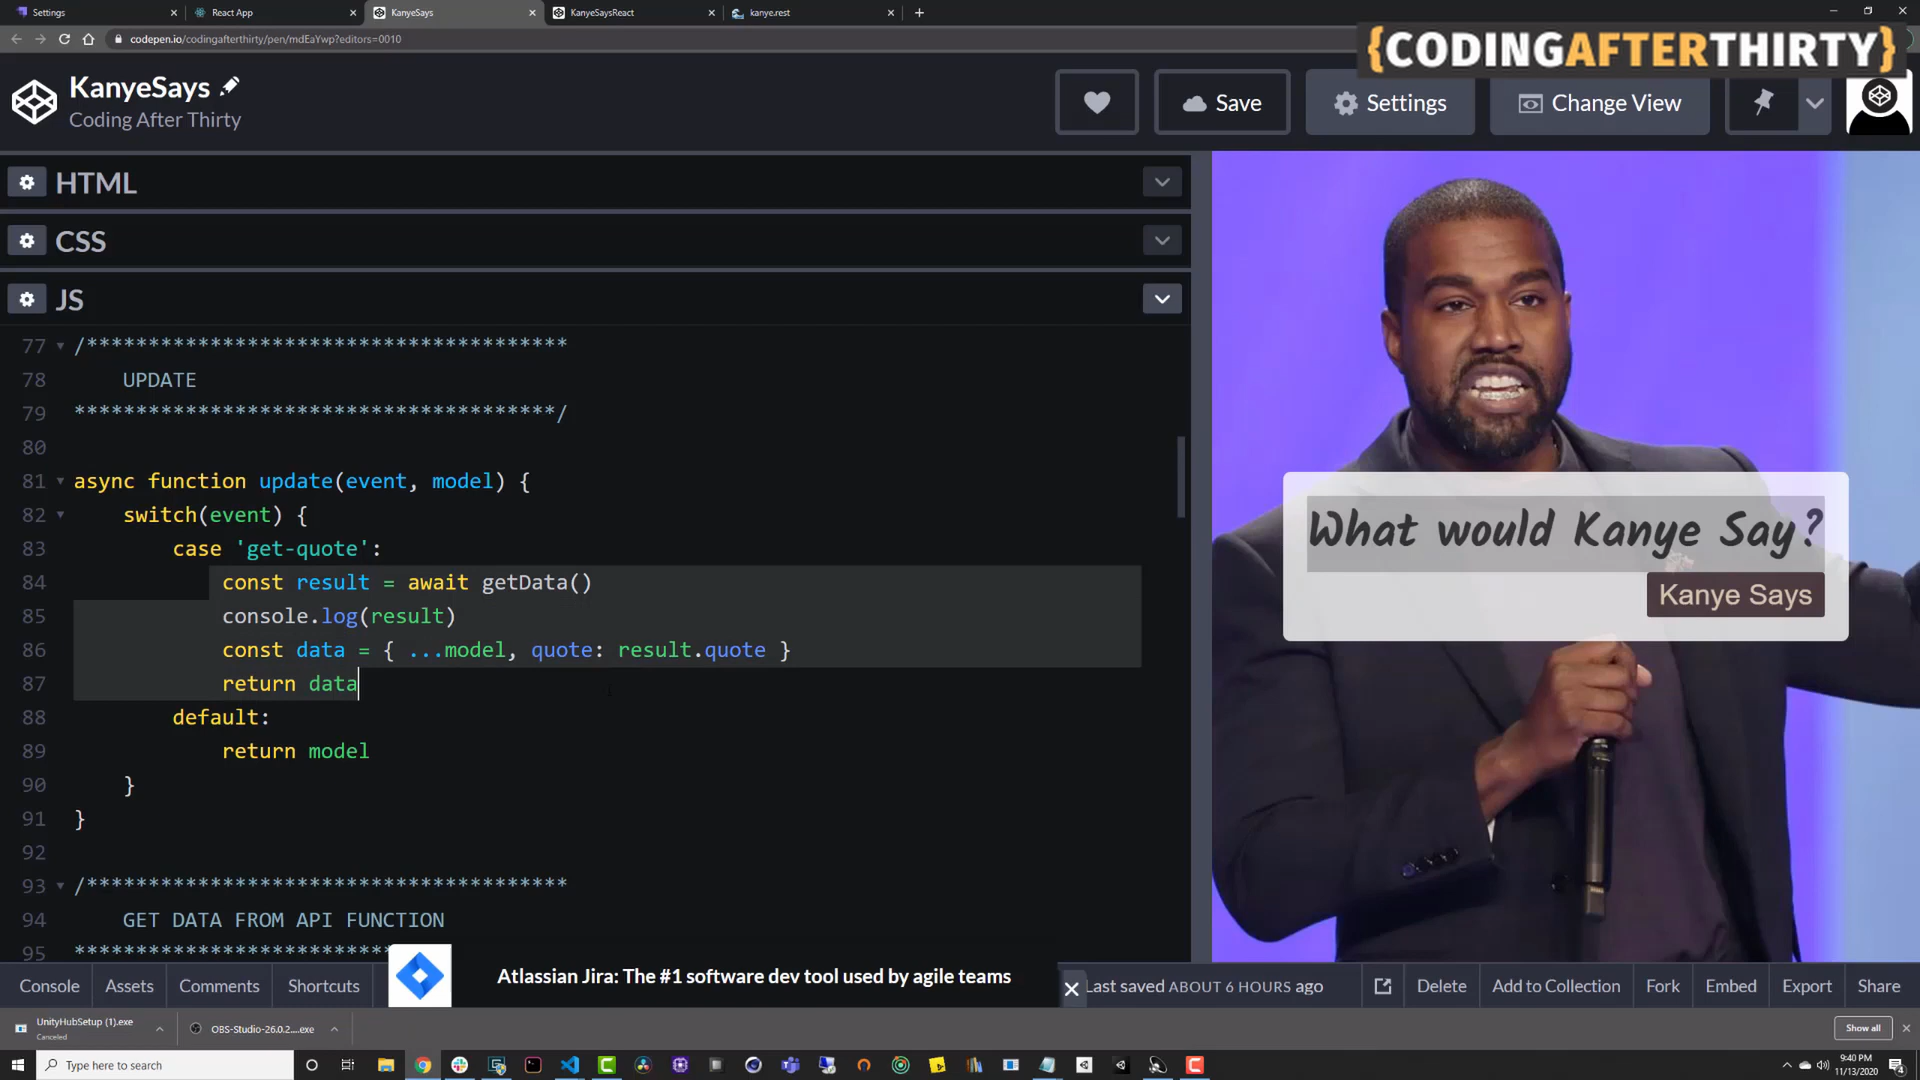 Settings
React App
KanyeSays
KanyeSaysReact
kanye.rest
codepen.io/codingafterthirty/pen/mdEaYwp?editors=0010
{CODINGAFTERTHIRTY}
KanyeSays
Coding After Thirty
Save
Settings
Change View
HTML
CSS
JS
77 /***************************************
78 UPDATE
79 ***************************************/
80
81 async function update(event, model) {
82 switch(event) {
83 case 'get-quote':
84 const result = await getData()
85 console.log(result)
86 const data = { ...model, quote: result.quote }
87 return data
88 default:
89 return model
90 }
91 }
92
93 /***************************************
94 GET DATA FROM API FUNCTION
95 *************************
What would Kanye Say?
Kanye Says
Console
Assets
Comments
Shortcuts
Atlassian Jira: The #1 software dev tool used by agile teams
Last saved ABOUT 6 HOURS ago
Delete
Add to Collection
Fork
Embed
Export
Share
UnityHubSetup (1).exe
Canceled
OBS-Studio-26.0.2....exe
Show all
Type here to search
9:40 PM
11/13/2020